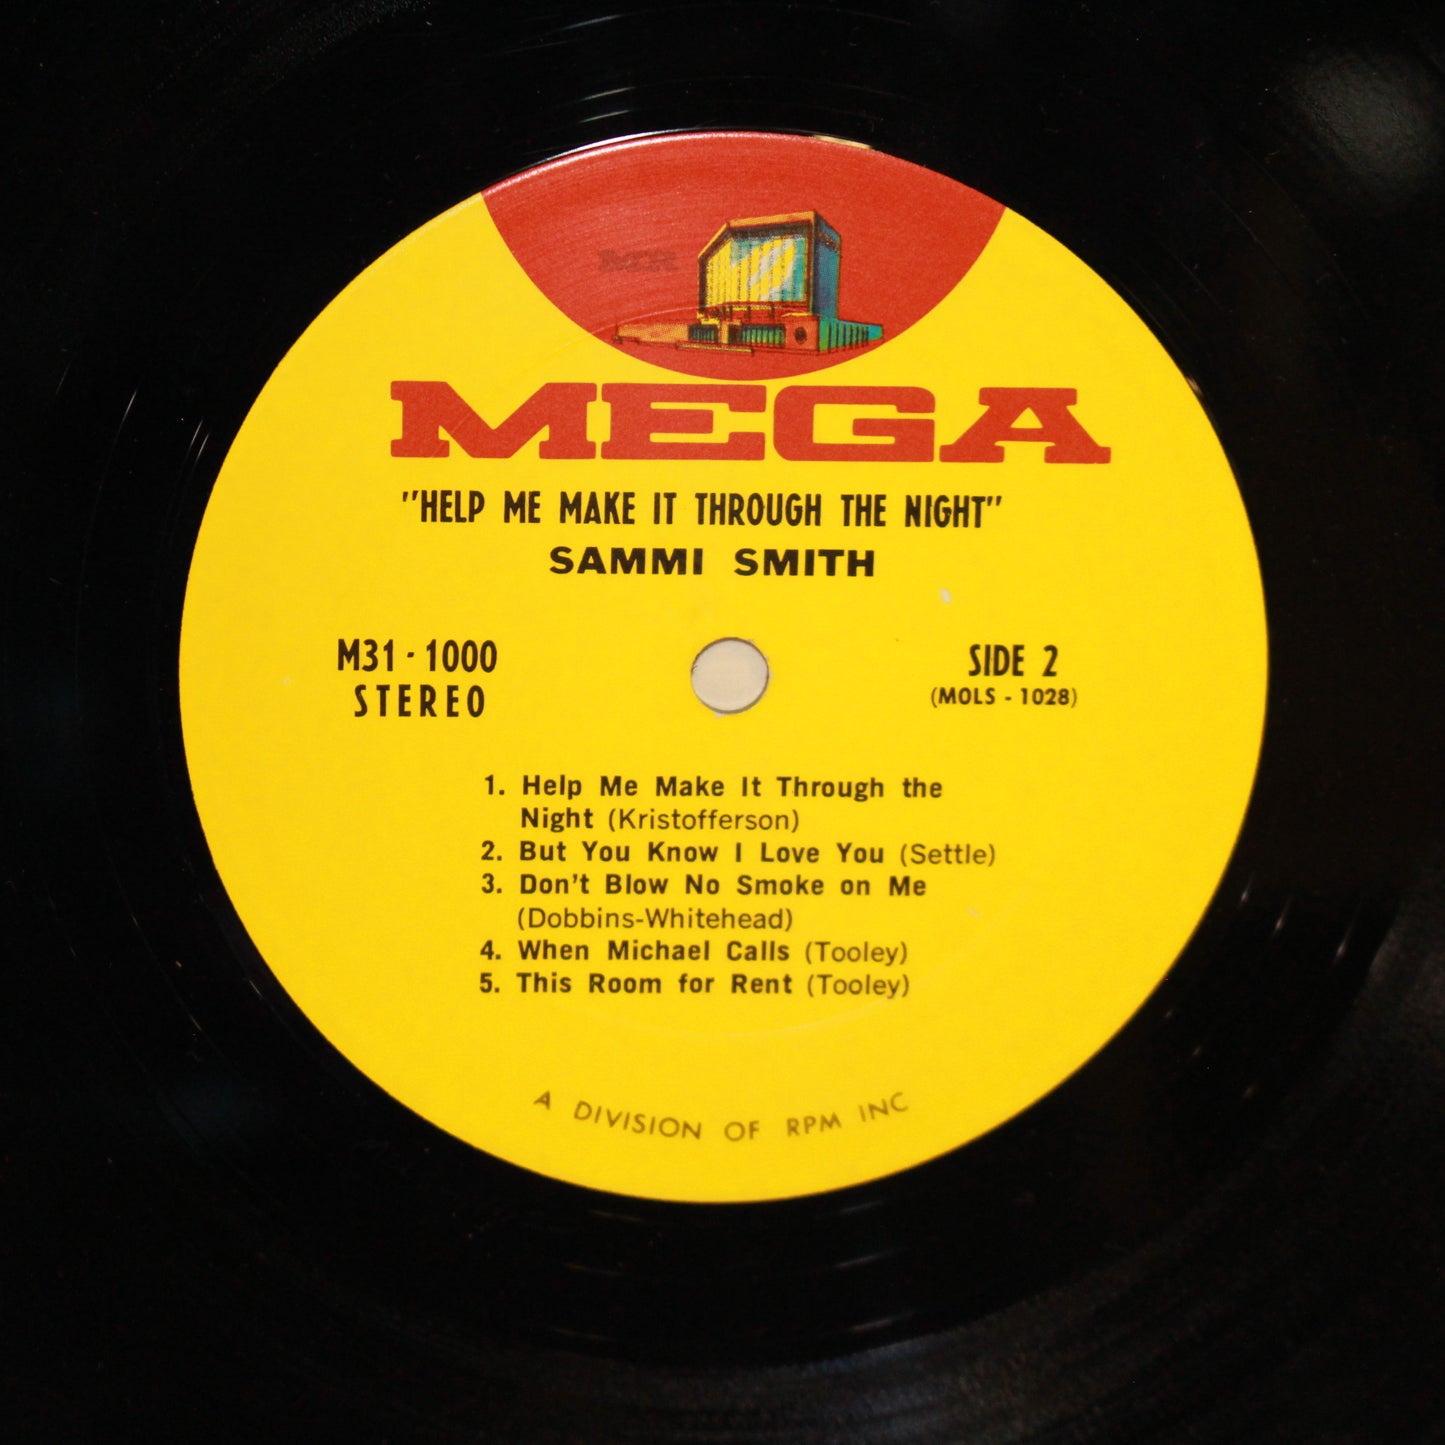 MR
MEGA
"HELP ME MAKE IT THROUGH THE NIGHT"
SAMMI SMITH
M31 - 1000
STEREO
SIDE 2
(MOLS - 1028)
1. Help Me Make It Through the
Night (Kristofferson)
2. But You Know I Love You (Settle)
3. Don't Blow No Smoke on Me
(Dobbins-Whitehead)
4. When Michael Calls (Tooley)
5. This Room for Rent (Tooley)
A DIVISION OF RPM INC